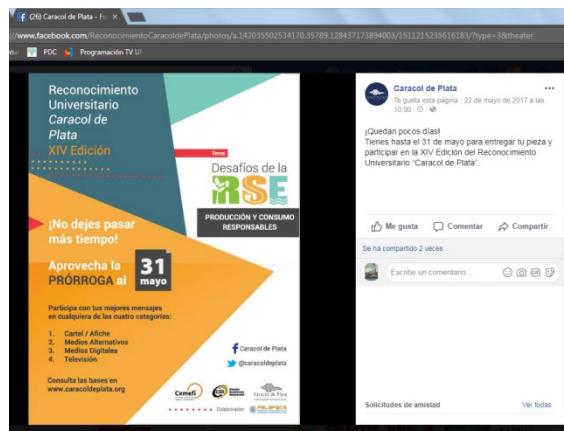 (26) Caracol de Plata - Fo
www.facebook.com/ReconocimientoCaracoldePlata/photos/a.142035502534170.35789.128437173894003/1511215235616183/?type=3&theater
PDC
Programación TV
Reconocimiento
Universitario
Caracol de
Plata
XIV Edición
Tema:
Desafíos de la
RSE
PRODUCCIÓN Y CONSUMO
RESPONSABLES
¡No dejes pasar
más tiempo!
Aprovecha la
PRÓRROGA al
31
mayo
Participa con tus mejores mensajes
en cualquiera de las cuatro categorías:
1. Cartel / Afiche
2. Medios Alternativos
3. Medios Digitales
4. Televisión
Consulta las bases en
www.caracoldeplata.org
Caracol de Plata
@caracoldeplata
Cemefi
Caracol de Plata
Colaborador:
FELAFACS
Caracol de Plata
Te gusta esta página · 22 de mayo de 2017 a las
10:00
¡Quedan pocos días!
Tienes hasta el 31 de mayo para entregar tu pieza y
participar en la XIV Edición del Reconocimiento
Universitario "Caracol de Plata".
Me gusta
Comentar
Compartir
Se ha compartido 2 veces
Escribe un comentario...
Solicitudes de amistad
Ver todas